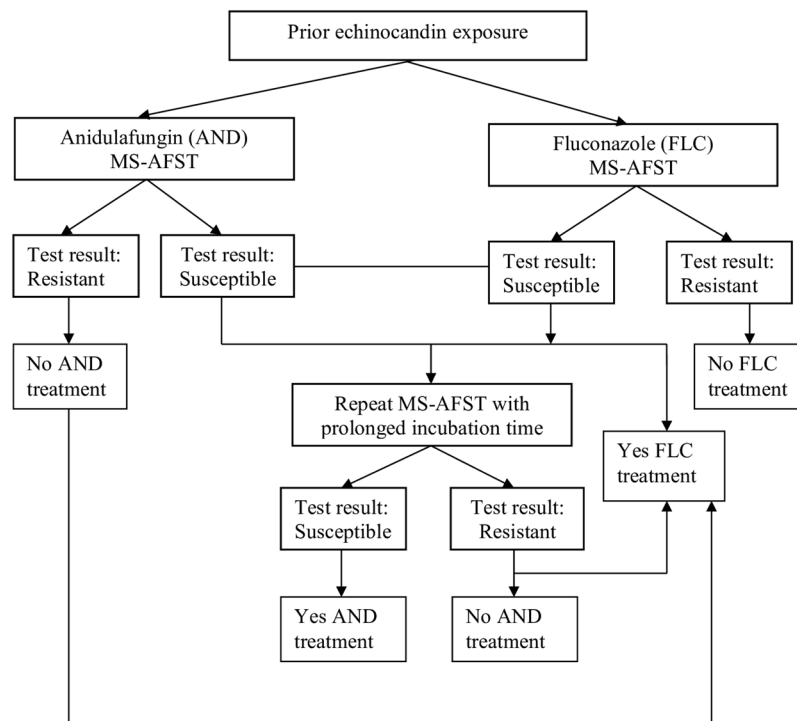 Prior echinocandin exposure
Anidulafungin (AND)
MS-AFST
Fluconazole (FLC)
MS-AFST
Test result:
Resistant
Test result:
Susceptible
Test result:
Susceptible
Test result:
Resistant
No AND
treatment
No FLC
treatment
Repeat MS-AFST with
prolonged incubation time
Yes FLC
treatment
Test result:
Susceptible
Test result:
Resistant
Yes AND
treatment
No AND
treatment